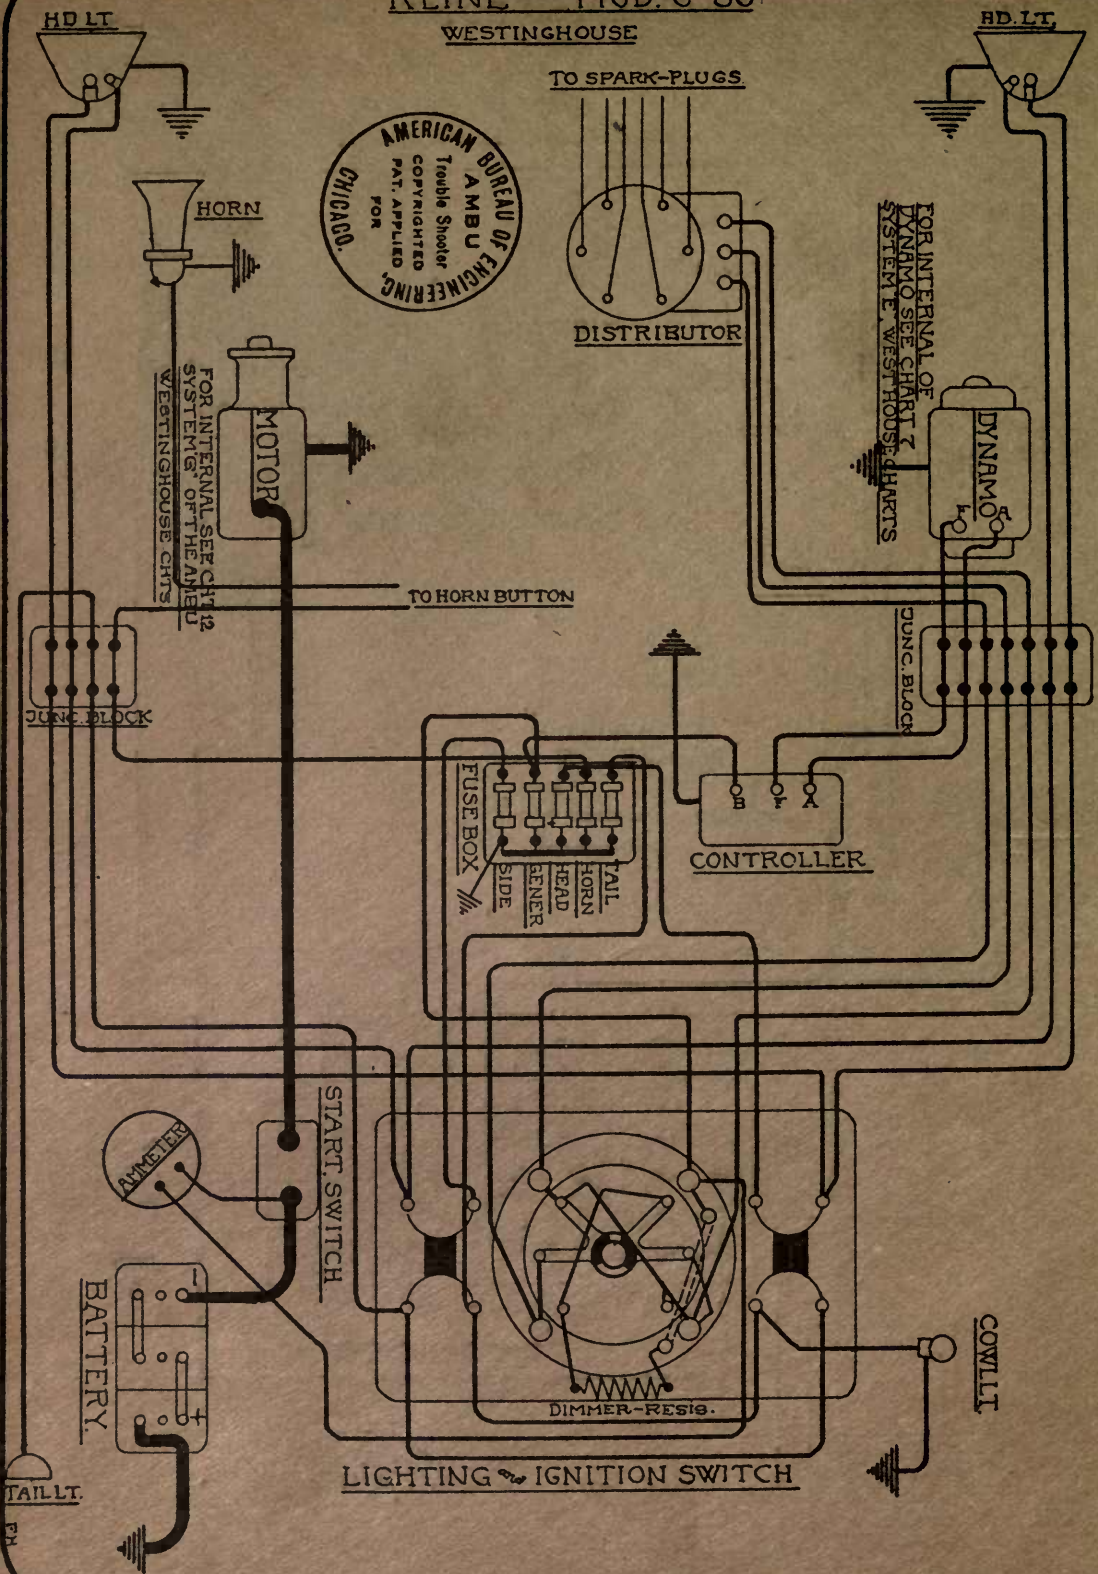 WESTINGHOUSE
HD LT
HD. LT.
TO SPARK-PLUGS.
AMERICAN BUREAU OF ENGINEERING,
CHICAGO.
AMBU
Trouble Shooter
COPYRIGHTED
PAT. APPLIED
FOR
HORN
DISTRIBUTOR
FOR INTERNAL OF
DYNAMO SEE CHART 7
SYSTEM E. WESTHOUSE CHARTS
MOTOR
FOR INTERNAL SEE CHT 12
SYSTEM "G" OF THE AMBU
WESTINGHOUSE CHTS.
DYNAMO
F
A
TO HORN BUTTON
JUNC. BLOCK
JUNC. BLOCK
FUSE BOX
SIDE
GENER
HEAD
HORN
TAIL
B
F
A
CONTROLLER
AMMETER
START. SWITCH
BATTERY.
-
+
DIMMER-RESIS.
COWL LT.
LIGHTING and IGNITION SWITCH
TAIL LT.